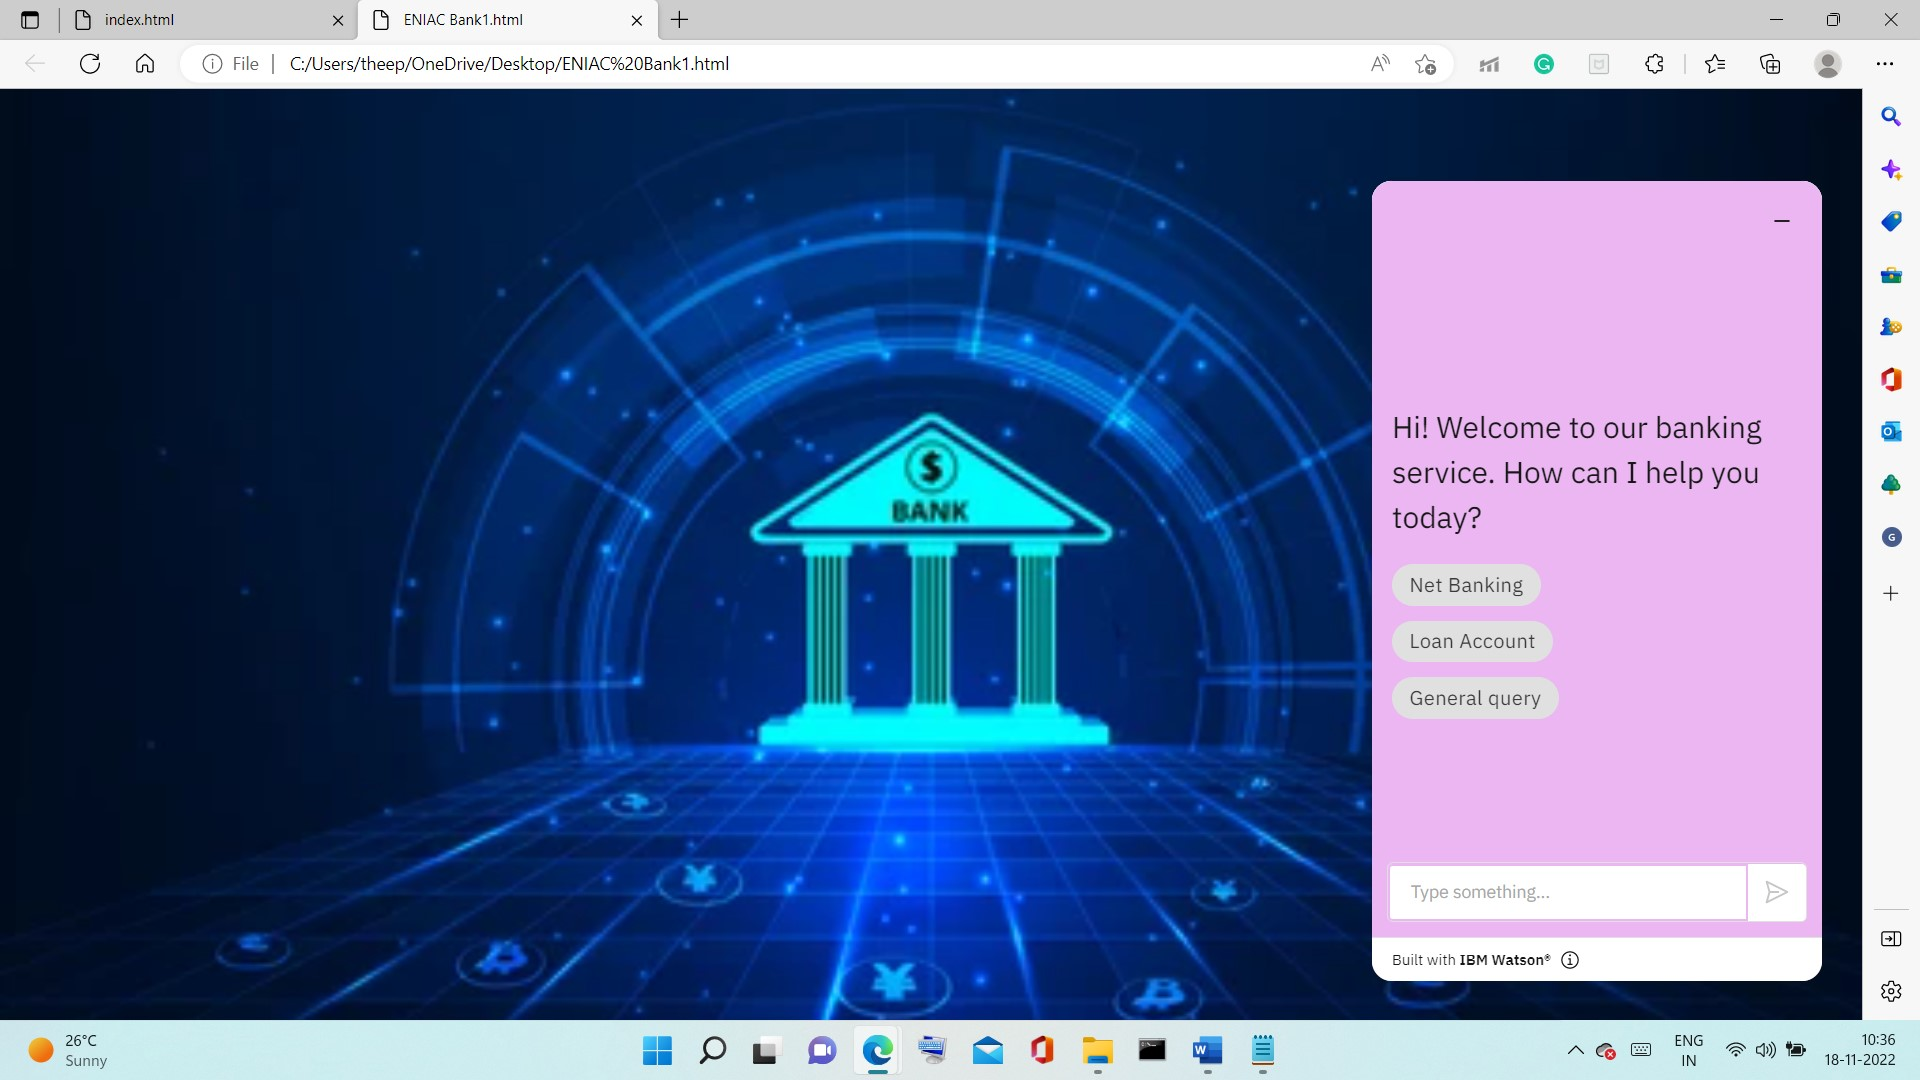 index.html
ENIAC Bank1.html
File
C:/Users/theep/OneDrive/Desktop/ENIAC%20Bank1.html
$
BANK
Hi! Welcome to our banking
service. How can I help you
today?
Net Banking
Loan Account
General query
Type something...
Built with IBM Watson®
G
26°C
Sunny
ENG
IN
10:36
18-11-2022